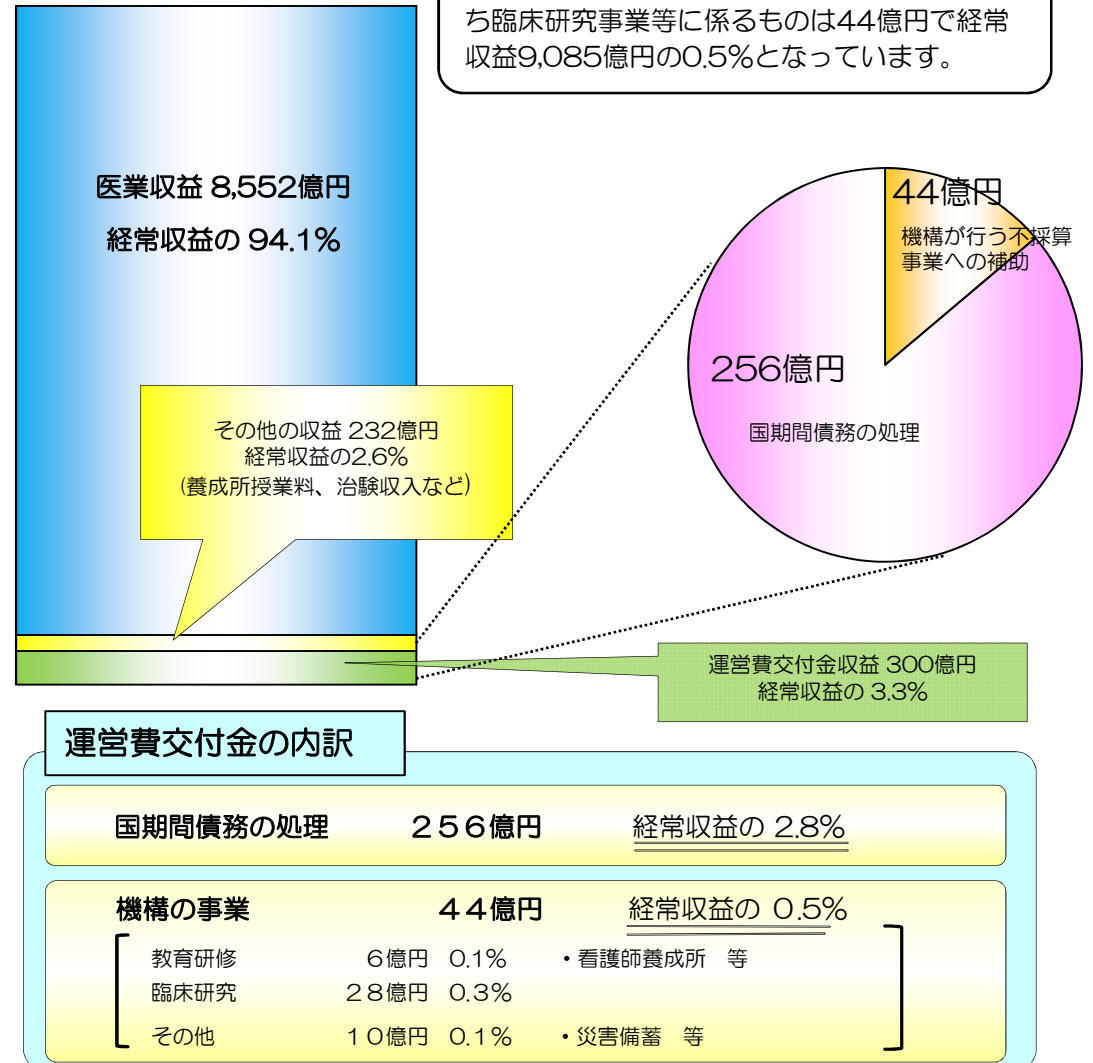 ち臨床研究事業等に係るものは44億円で経常
収益9,085億円の0.5%となっています。
医業収益 8,552億円
経常収益の 94.1%
44億円
機構が行う不採算
事業への補助
256億円
国期間債務の処理
その他の収益 232億円
経常収益の2.6%
(養成所授業料、治験収入など)
運営費交付金収益 300億円
経常収益の 3.3%
運営費交付金の内訳
国期間債務の処理 256億円 経常収益の 2.8%
機構の事業 44億円 経常収益の 0.5%
教育研修 6億円 0.1% ・看護師養成所 等
臨床研究 28億円 0.3%
その他 10億円 0.1% ・災害備蓄 等